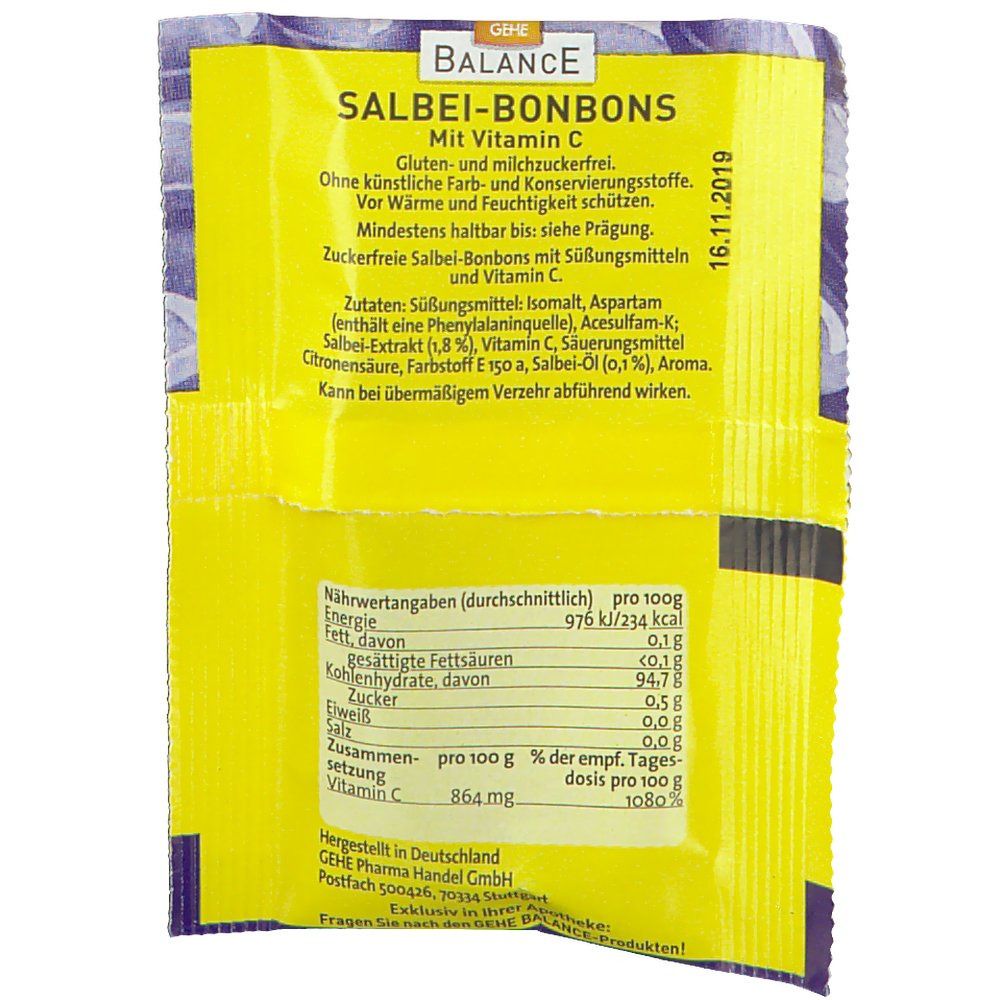 GEHE
BALANCE
SALBEI-BONBONS
Mit Vitamin C
Gluten- und milchzuckerfrei.
Ohne künstliche Farb- und Konservierungsstoffe.
Vor Wärme und Feuchtigkeit schützen.
Mindestens haltbar bis: siehe Prägung.
16.11.2019
Zuckerfreie Salbei-Bonbons mit Süßungsmitteln
und Vitamin C.
Zutaten: Süßungsmittel: Isomalt, Aspartam
(enthält eine Phenylalaninquelle), Acesulfam-K;
Salbei-Extrakt (1,8 %), Vitamin C, Säuerungsmittel
Citronensäure, Farbstoff E 150 a, Salbei-Öl (0,1 %), Aroma.
Kann bei übermäßigem Verzehr abführend wirken.
Nährwertangaben (durchschnittlich) pro 100g
Energie 976 kJ/234 kcal
Fett, davon 0,1 g
gesättigte Fettsäuren <0,1 g
Kohlenhydrate, davon 94,7 g
Zucker 0,5 g
Eiweiß 0,0 g
Salz 0,0 g
Zusammen- pro 100 g % der empf. Tages-
setzung dosis pro 100 g
Vitamin C 864 mg 1080 %
Hergestellt in Deutschland
GEHE Pharma Handel GmbH
Postfach 500426, 70334 Stuttgart
Exklusiv in Ihrer Apotheke:
Fragen Sie nach den GEHE BALANCE-Produkten!